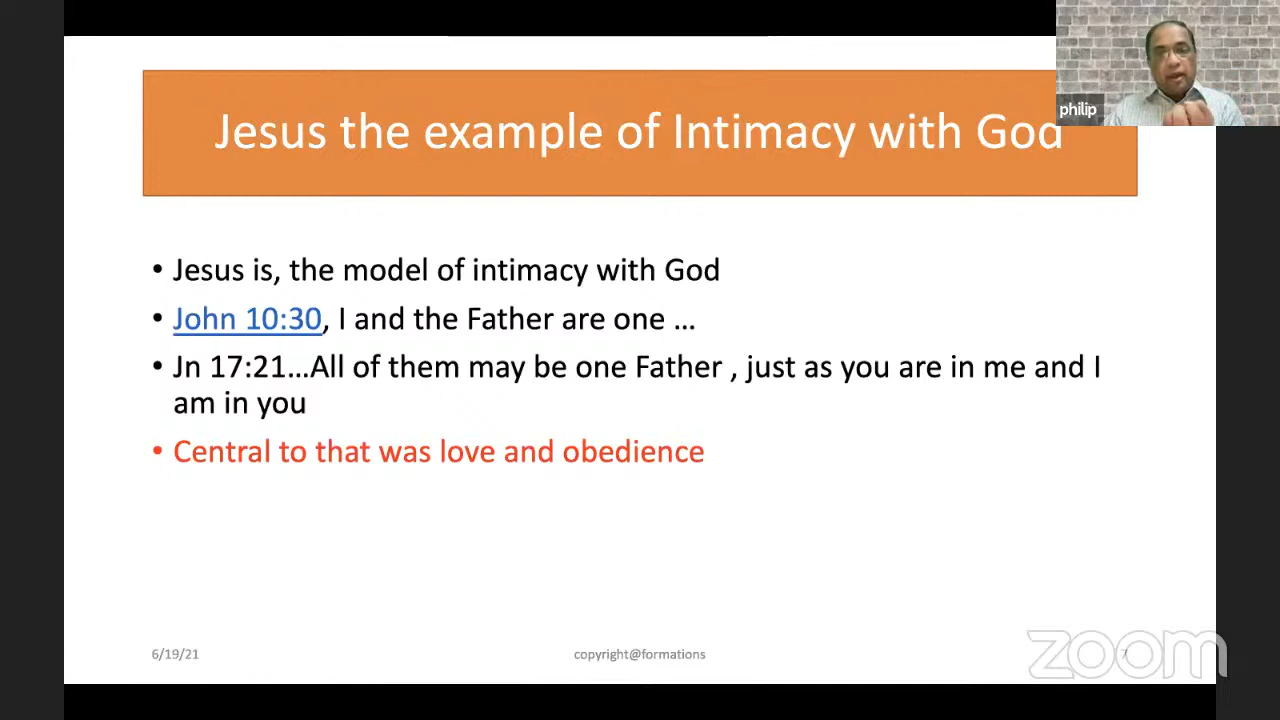 philip
Jesus the example of Intimacy with God
• Jesus is, the model of intimacy with God
• John 10:30, I and the Father are one …
• Jn 17:21…All of them may be one Father , just as you are in me and I
am in you
• Central to that was love and obedience
6/19/21
copyright@formations
7
zoom